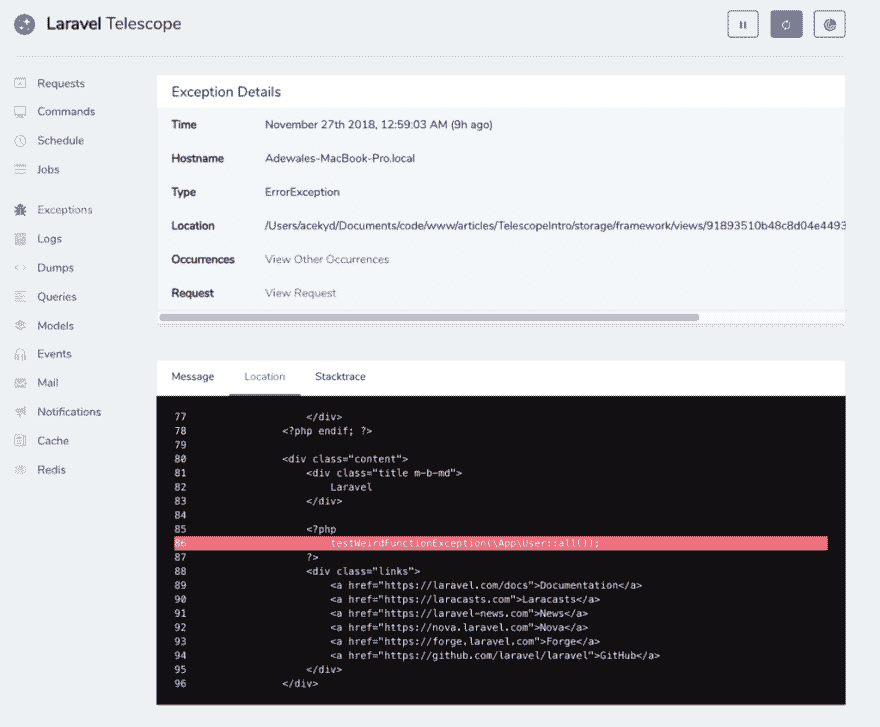 Laravel Telescope
Requests
Commands
Schedule
Jobs
Exceptions
Logs
Dumps
Queries
Models
Events
Mail
Notifications
Cache
Redis
Exception Details
Time November 27th 2018, 12:59:03 AM (9h ago)
Hostname Adewales-MacBook-Pro.local
Type ErrorException
Location /Users/acekyd/Documents/code/www/articles/TelescopeIntro/storage/framework/views/91893510b48c8d04e4493
Occurrences View Other Occurrences
Request View Request
Message Location Stacktrace
77 </div>
78 <?php endif; ?>
79
80 <div class="content">
81 <div class="title m-b-md">
82 Laravel
83 </div>
84
85 <?php
86 testWeirdFunctionException(\App\User::all());
87 ?>
88 <div class="links">
89 <a href="https://laravel.com/docs">Documentation</a>
90 <a href="https://laracasts.com">Laracasts</a>
91 <a href="https://laravel-news.com">News</a>
92 <a href="https://nova.laravel.com">Nova</a>
93 <a href="https://forge.laravel.com">Forge</a>
94 <a href="https://github.com/laravel/laravel">GitHub</a>
95 </div>
96 </div>